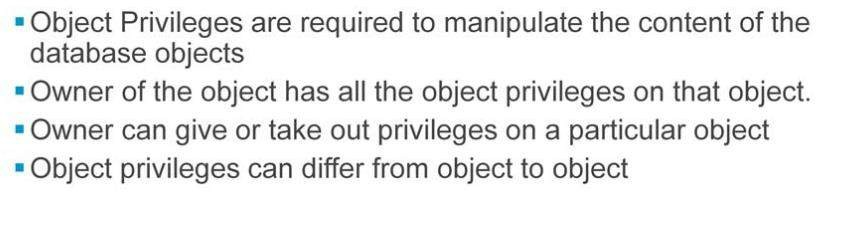 ▪ Object Privileges are required to manipulate the content of the
database objects
▪ Owner of the object has all the object privileges on that object.
▪ Owner can give or take out privileges on a particular object
▪ Object privileges can differ from object to object